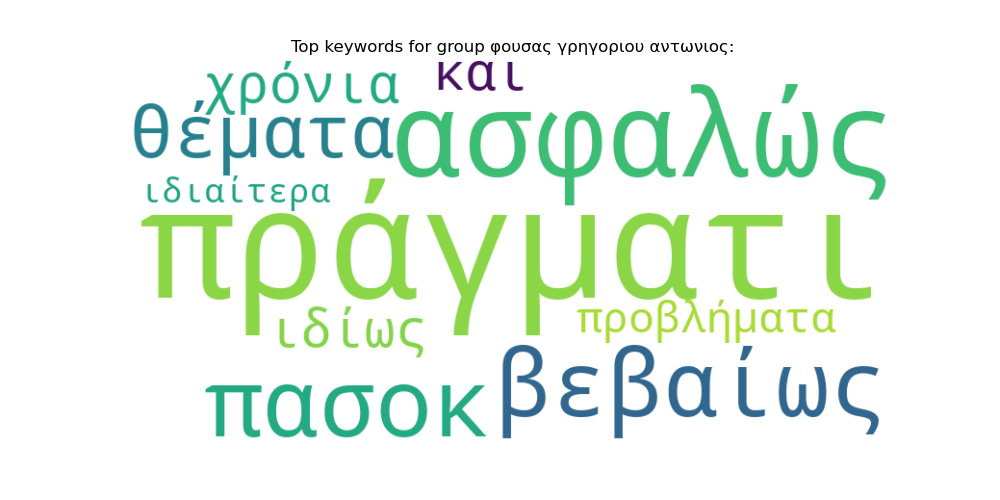 Top keywords for group φουσας γρηγοριου αντωνιος:
χρόνια
και
θέματα
ασφαλώς
ιδιαίτερα
πράγματι
ιδίως
προβλήματα
πασοκ
βεβαίως